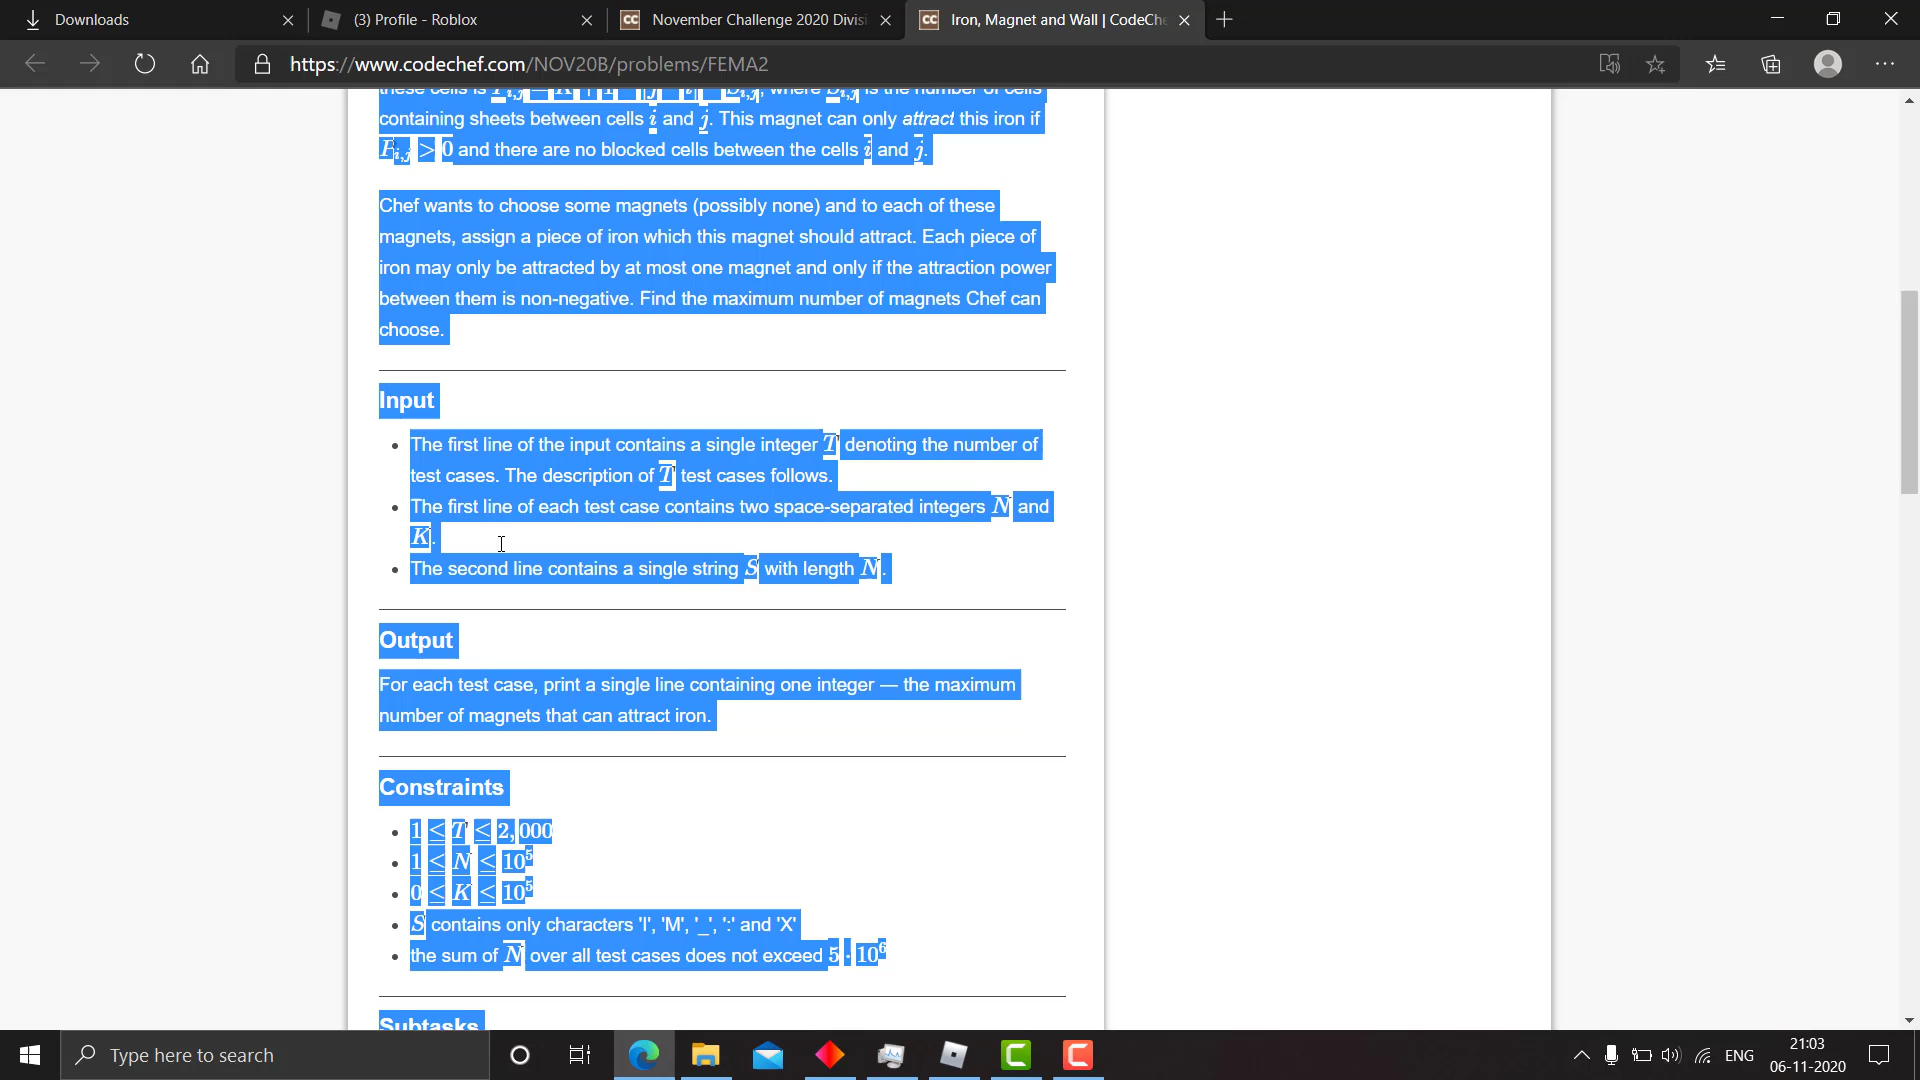 Downloads
(3) Profile - Roblox
November Challenge 2020 Divisi
Iron, Magnet and Wall | CodeChe
https://www.codechef.com/NOV20B/problems/FEMA2
containing sheets between cells i and j. This magnet can only attract this iron if
P_{i,j} > 0 and there are no blocked cells between the cells i and j.
Chef wants to choose some magnets (possibly none) and to each of these
magnets, assign a piece of iron which this magnet should attract. Each piece of
iron may only be attracted by at most one magnet and only if the attraction power
between them is non-negative. Find the maximum number of magnets Chef can
choose.
Input
• The first line of the input contains a single integer T denoting the number of
test cases. The description of T test cases follows.
• The first line of each test case contains two space-separated integers N and
K.
• The second line contains a single string S with length N.
Output
For each test case, print a single line containing one integer — the maximum
number of magnets that can attract iron.
Constraints
• 1 ≤ T ≤ 2,000
• 1 ≤ N ≤ 10^5
• 0 ≤ K ≤ 10^5
• S contains only characters 'I', 'M', '_', ':' and 'X'
• the sum of N over all test cases does not exceed 5 · 10^6
Subtasks
Type here to search
ENG
21:03
06-11-2020